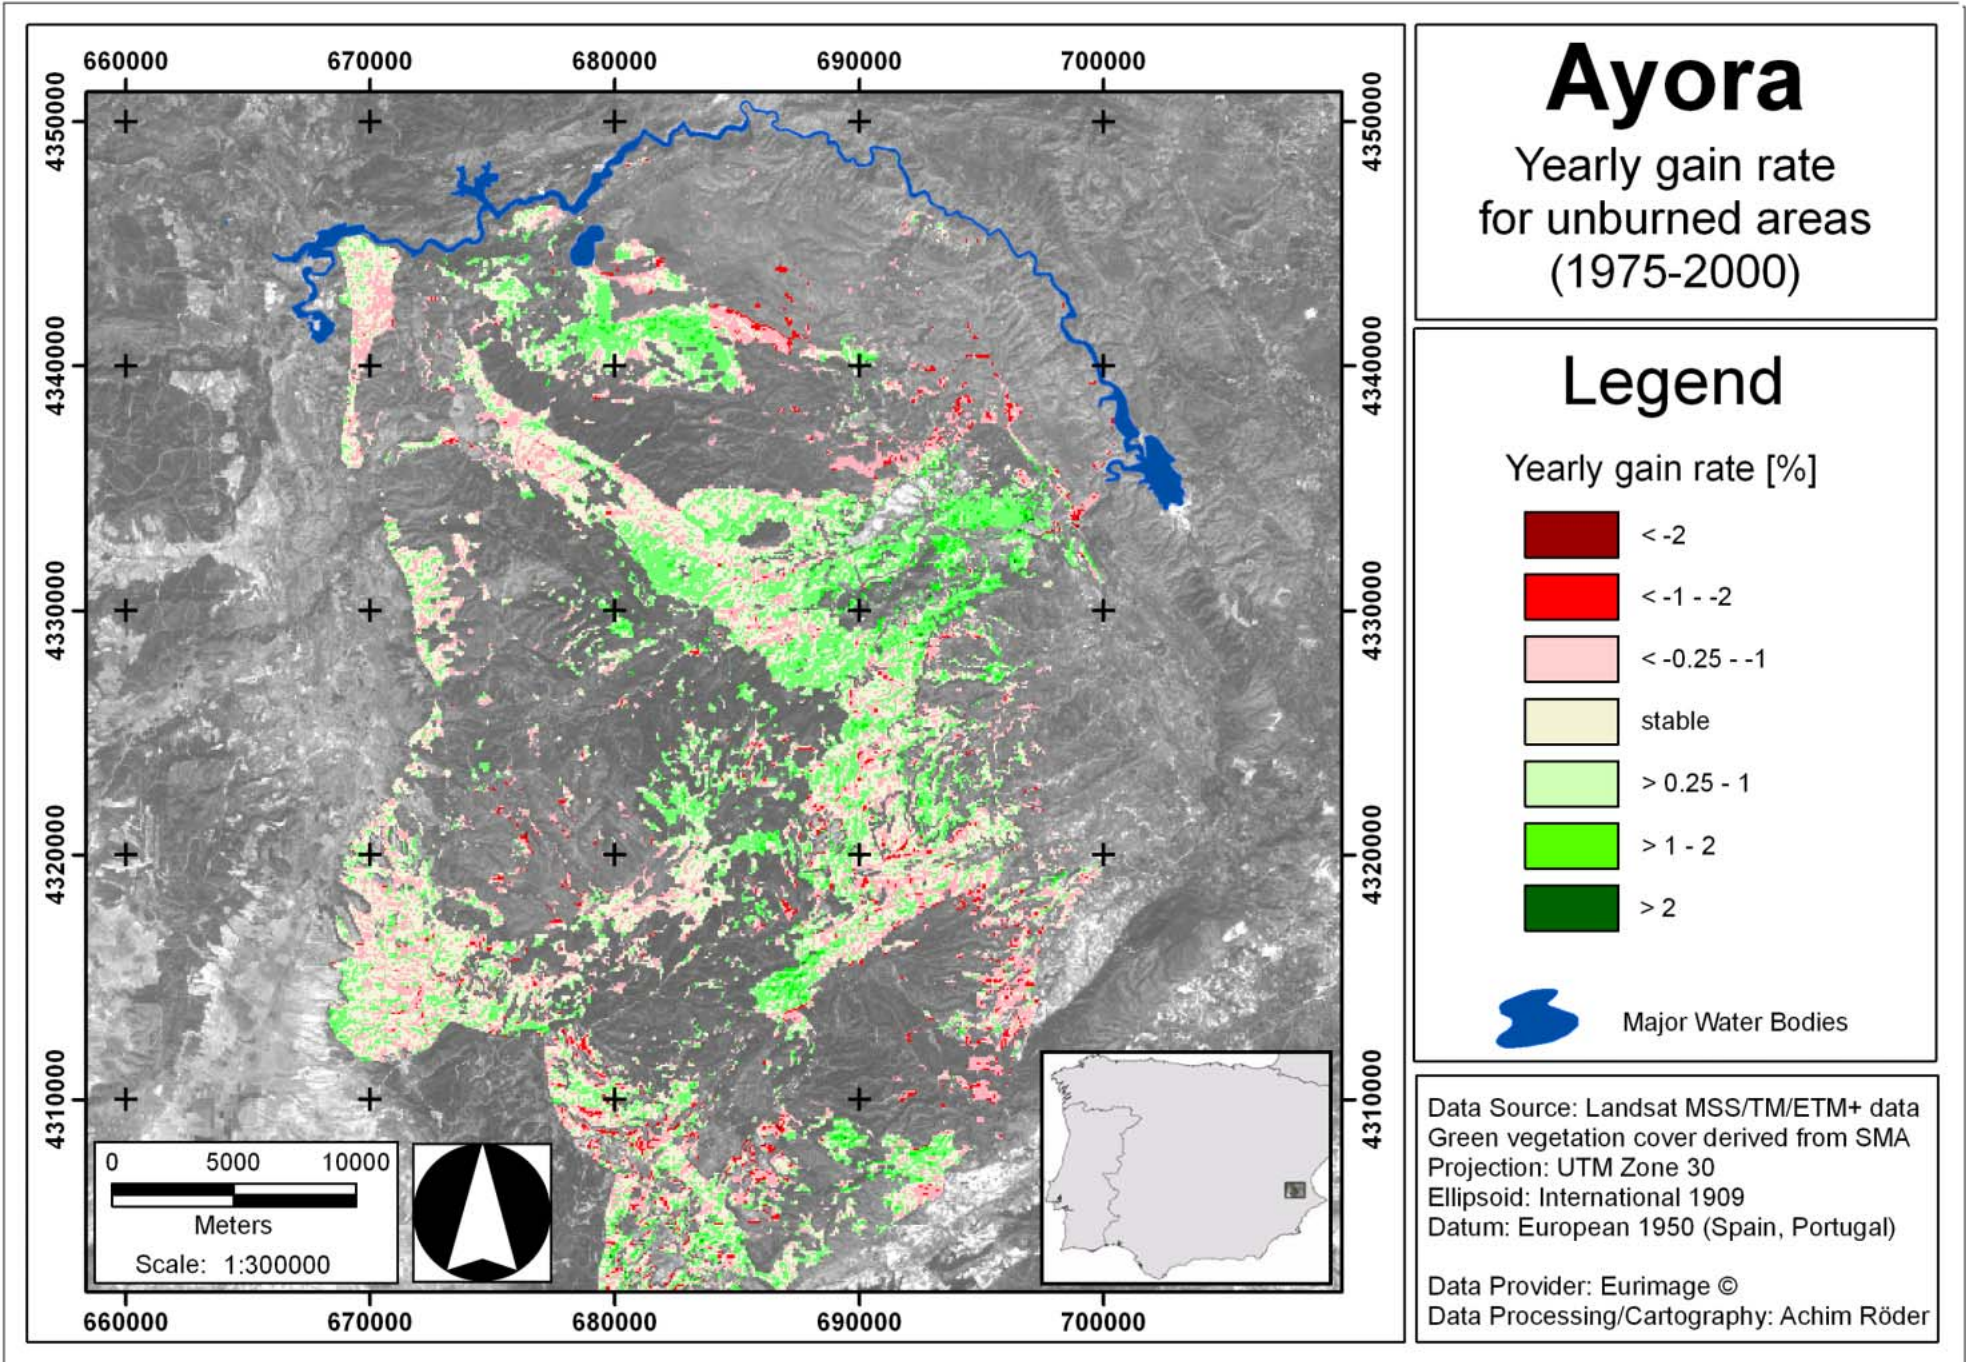 Ayora
Yearly gain rate
for unburned areas
(1975-2000)
660000 670000 680000 690000 700000
4350000 4350000
4340000 4340000
4330000 4330000
4320000 4320000
4310000 4310000
660000 670000 680000 690000 700000
0 5000 10000
Meters
Scale: 1:300000
Legend
Yearly gain rate [%]
< -2
< -1 - -2
< -0.25 - -1
stable
> 0.25 - 1
> 1 - 2
> 2
Major Water Bodies
Data Source: Landsat MSS/TM/ETM+ data
Green vegetation cover derived from SMA
Projection: UTM Zone 30
Ellipsoid: International 1909
Datum: European 1950 (Spain, Portugal)
Data Provider: Eurimage ©
Data Processing/Cartography: Achim Röder